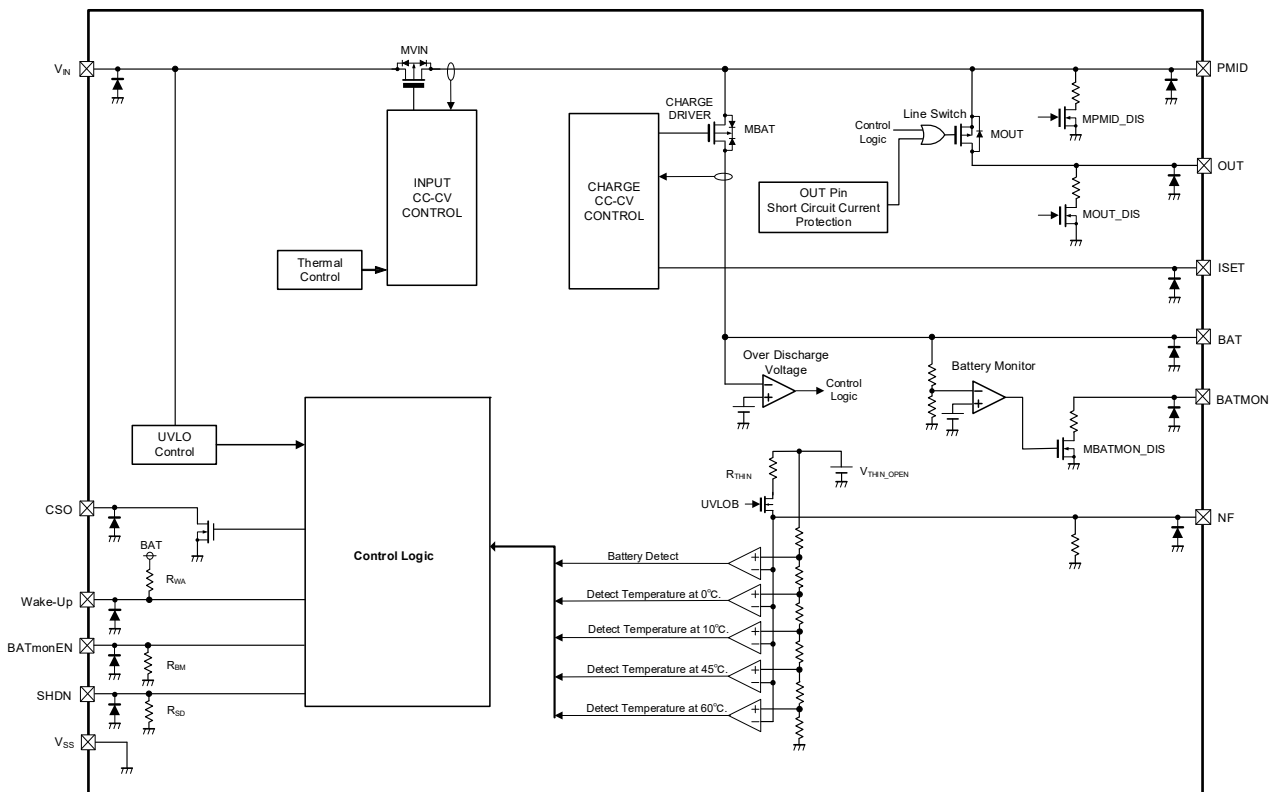 MVIN
VIN
PMID
CHARGE
DRIVER
MBAT
Line Switch
Control
Logic
MOUT
MPMID_DIS
INPUT
CC-CV
CONTROL
CHARGE
CC-CV
CONTROL
OUT
OUT Pin
Short Circuit Current
Protection
MOUT_DIS
Thermal
Control
ISET
BAT
Over Discharge
Voltage
Control
Logic
Battery Monitor
BATMON
MBATMON_DIS
UVLO
Control
RTHIN
VTHIN_OPEN
UVLOB
CSO
NF
BAT
RWA
Control Logic
Battery Detect
Wake-Up
Detect Temperature at 0℃.
Detect Temperature at 10℃.
BATmonEN
RBM
Detect Temperature at 45℃.
SHDN
RSD
Detect Temperature at 60℃.
VSS